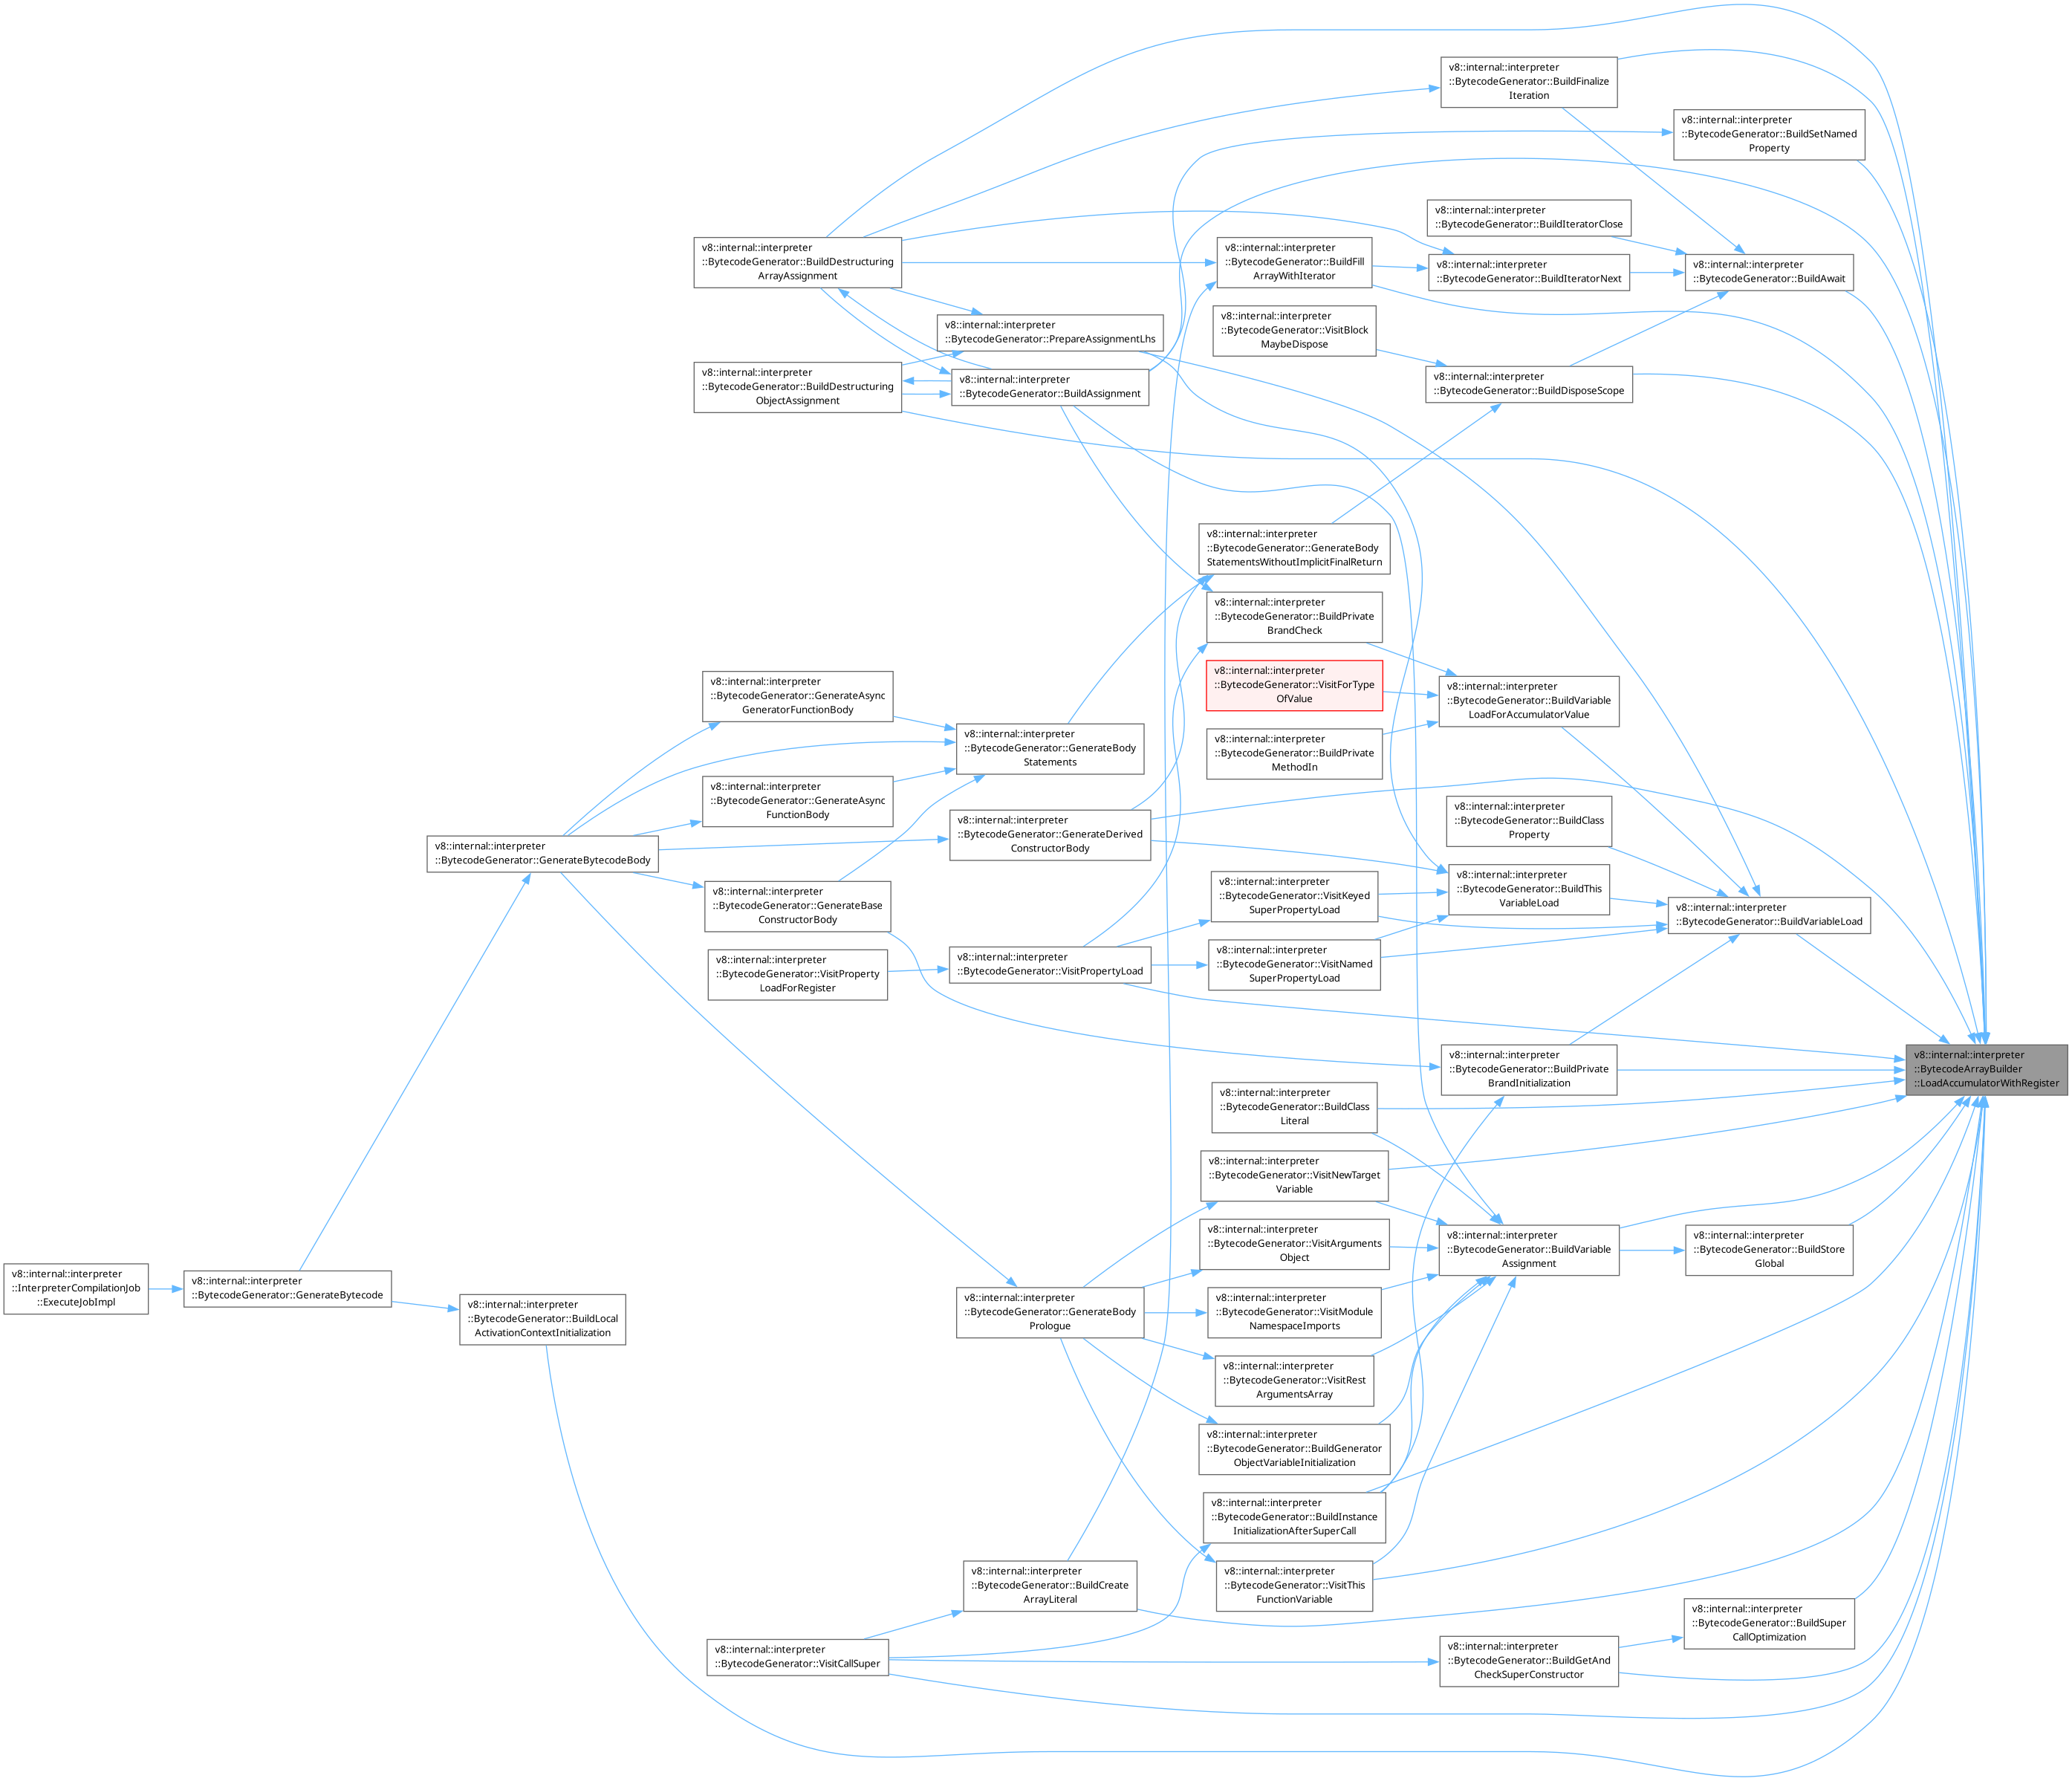 v8::internal::interpreter
::BytecodeGenerator::BuildFinalize
Iteration
v8::internal::interpreter
::BytecodeGenerator::BuildSetNamed
Property
v8::internal::interpreter
::BytecodeGenerator::BuildIteratorClose
v8::internal::interpreter
::BytecodeGenerator::BuildDestructuring
ArrayAssignment
v8::internal::interpreter
::BytecodeGenerator::BuildFill
ArrayWithIterator
v8::internal::interpreter
::BytecodeGenerator::BuildIteratorNext
v8::internal::interpreter
::BytecodeGenerator::BuildAwait
v8::internal::interpreter
::BytecodeGenerator::VisitBlock
MaybeDispose
v8::internal::interpreter
::BytecodeGenerator::PrepareAssignmentLhs
v8::internal::interpreter
::BytecodeGenerator::BuildDestructuring
ObjectAssignment
v8::internal::interpreter
::BytecodeGenerator::BuildAssignment
v8::internal::interpreter
::BytecodeGenerator::BuildDisposeScope
v8::internal::interpreter
::BytecodeGenerator::GenerateBody
StatementsWithoutImplicitFinalReturn
v8::internal::interpreter
::BytecodeGenerator::BuildPrivate
BrandCheck
v8::internal::interpreter
::BytecodeGenerator::VisitForType
OfValue
v8::internal::interpreter
::BytecodeGenerator::BuildVariable
LoadForAccumulatorValue
v8::internal::interpreter
::BytecodeGenerator::GenerateAsync
GeneratorFunctionBody
v8::internal::interpreter
::BytecodeGenerator::GenerateBody
Statements
v8::internal::interpreter
::BytecodeGenerator::BuildPrivate
MethodIn
v8::internal::interpreter
::BytecodeGenerator::GenerateAsync
FunctionBody
v8::internal::interpreter
::BytecodeGenerator::BuildClass
Property
v8::internal::interpreter
::BytecodeGenerator::GenerateDerived
ConstructorBody
v8::internal::interpreter
::BytecodeGenerator::GenerateBytecodeBody
v8::internal::interpreter
::BytecodeGenerator::BuildThis
VariableLoad
v8::internal::interpreter
::BytecodeGenerator::VisitKeyed
SuperPropertyLoad
v8::internal::interpreter
::BytecodeGenerator::GenerateBase
ConstructorBody
v8::internal::interpreter
::BytecodeGenerator::BuildVariableLoad
v8::internal::interpreter
::BytecodeGenerator::VisitNamed
SuperPropertyLoad
v8::internal::interpreter
::BytecodeGenerator::VisitPropertyLoad
v8::internal::interpreter
::BytecodeGenerator::VisitProperty
LoadForRegister
v8::internal::interpreter
::BytecodeGenerator::BuildPrivate
BrandInitialization
v8::internal::interpreter
::BytecodeArrayBuilder
::LoadAccumulatorWithRegister
v8::internal::interpreter
::BytecodeGenerator::BuildClass
Literal
v8::internal::interpreter
::BytecodeGenerator::VisitNewTarget
Variable
v8::internal::interpreter
::BytecodeGenerator::VisitArguments
Object
v8::internal::interpreter
::BytecodeGenerator::BuildVariable
Assignment
v8::internal::interpreter
::BytecodeGenerator::BuildStore
Global
v8::internal::interpreter
::InterpreterCompilationJob
::ExecuteJobImpl
v8::internal::interpreter
::BytecodeGenerator::GenerateBytecode
v8::internal::interpreter
::BytecodeGenerator::BuildLocal
ActivationContextInitialization
v8::internal::interpreter
::BytecodeGenerator::GenerateBody
Prologue
v8::internal::interpreter
::BytecodeGenerator::VisitModule
NamespaceImports
v8::internal::interpreter
::BytecodeGenerator::VisitRest
ArgumentsArray
v8::internal::interpreter
::BytecodeGenerator::BuildGenerator
ObjectVariableInitialization
v8::internal::interpreter
::BytecodeGenerator::BuildInstance
InitializationAfterSuperCall
v8::internal::interpreter
::BytecodeGenerator::BuildCreate
ArrayLiteral
v8::internal::interpreter
::BytecodeGenerator::VisitThis
FunctionVariable
v8::internal::interpreter
::BytecodeGenerator::BuildSuper
CallOptimization
v8::internal::interpreter
::BytecodeGenerator::VisitCallSuper
v8::internal::interpreter
::BytecodeGenerator::BuildGetAnd
CheckSuperConstructor